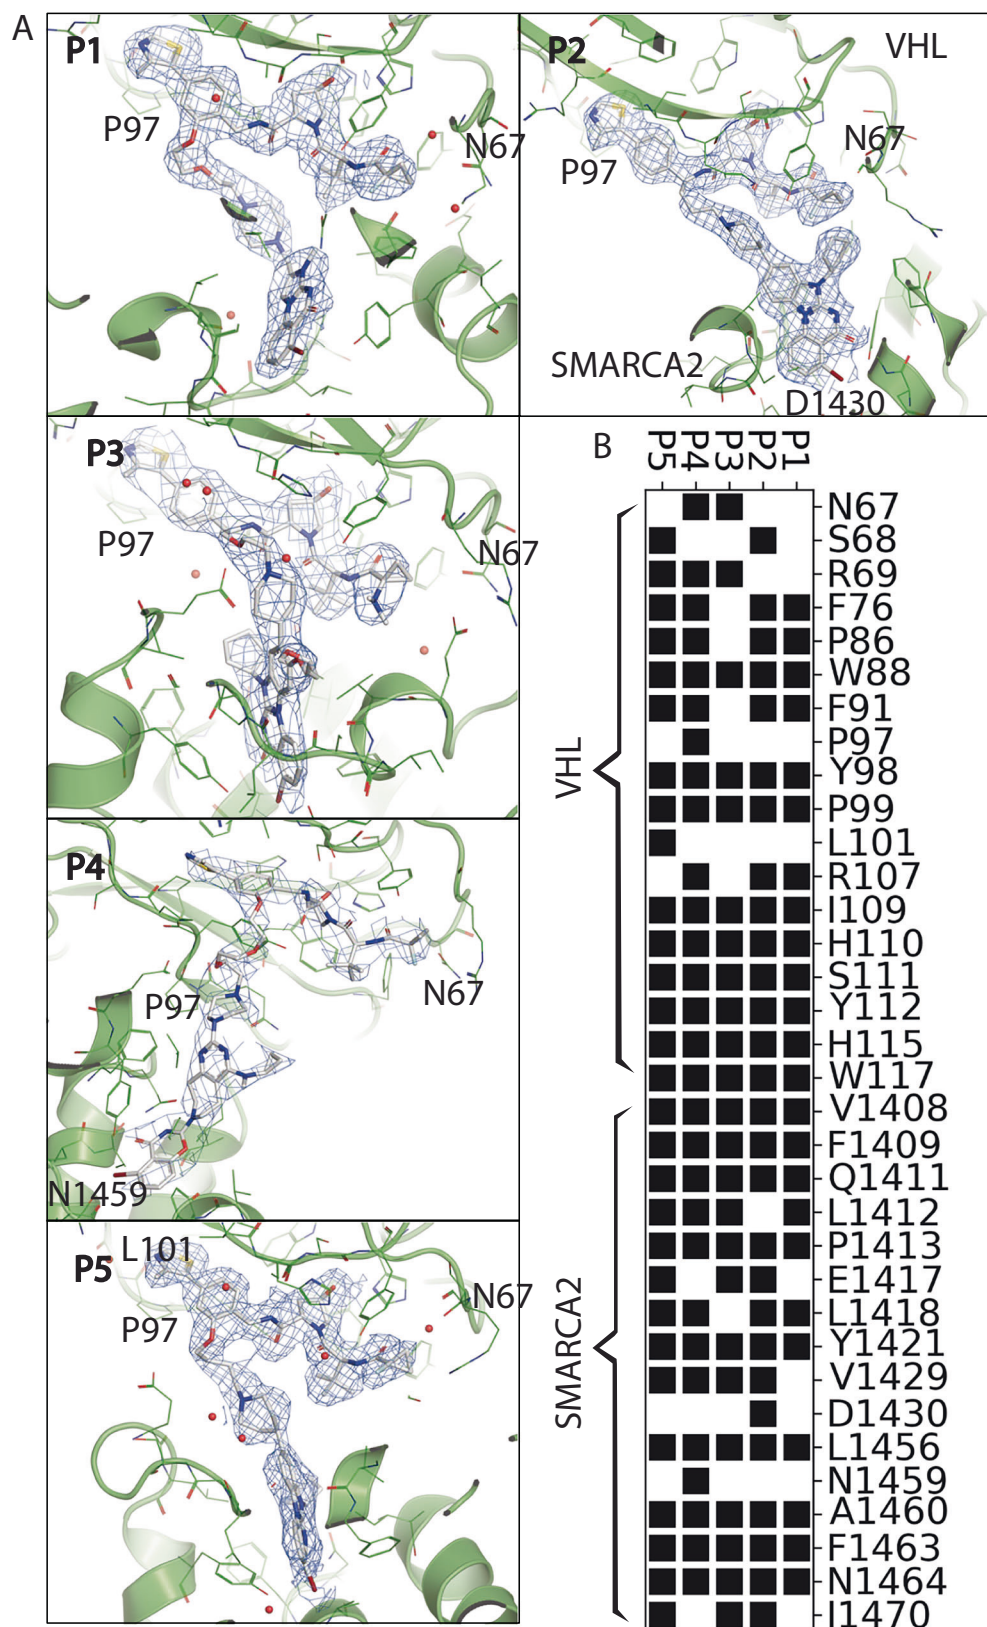 A
P1
P97
N67
P2
VHL
N67
P97
SMARCA2
D1430
P3
P97
N67
P4
P97
N67
N1459
P5
L101
P97
N67
B
P5 P4 P3 P2 P1
VHL
SMARCA2
N67
S68
R69
F76
P86
W88
F91
P97
Y98
P99
L101
R107
I109
H110
S111
Y112
H115
W117
V1408
F1409
Q1411
L1412
P1413
E1417
L1418
Y1421
V1429
D1430
L1456
N1459
A1460
F1463
N1464
I1470